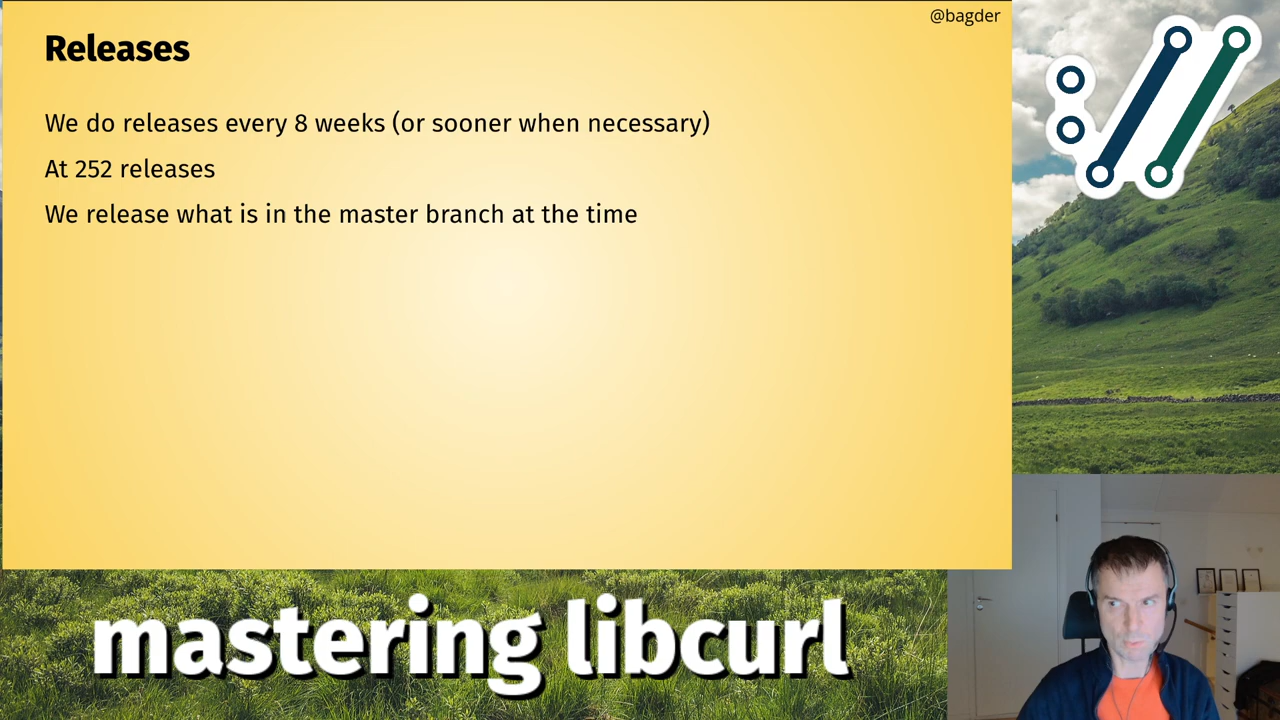 @bagder
Releases
We do releases every 8 weeks (or sooner when necessary)
At 252 releases
We release what is in the master branch at the time
mastering libcurl